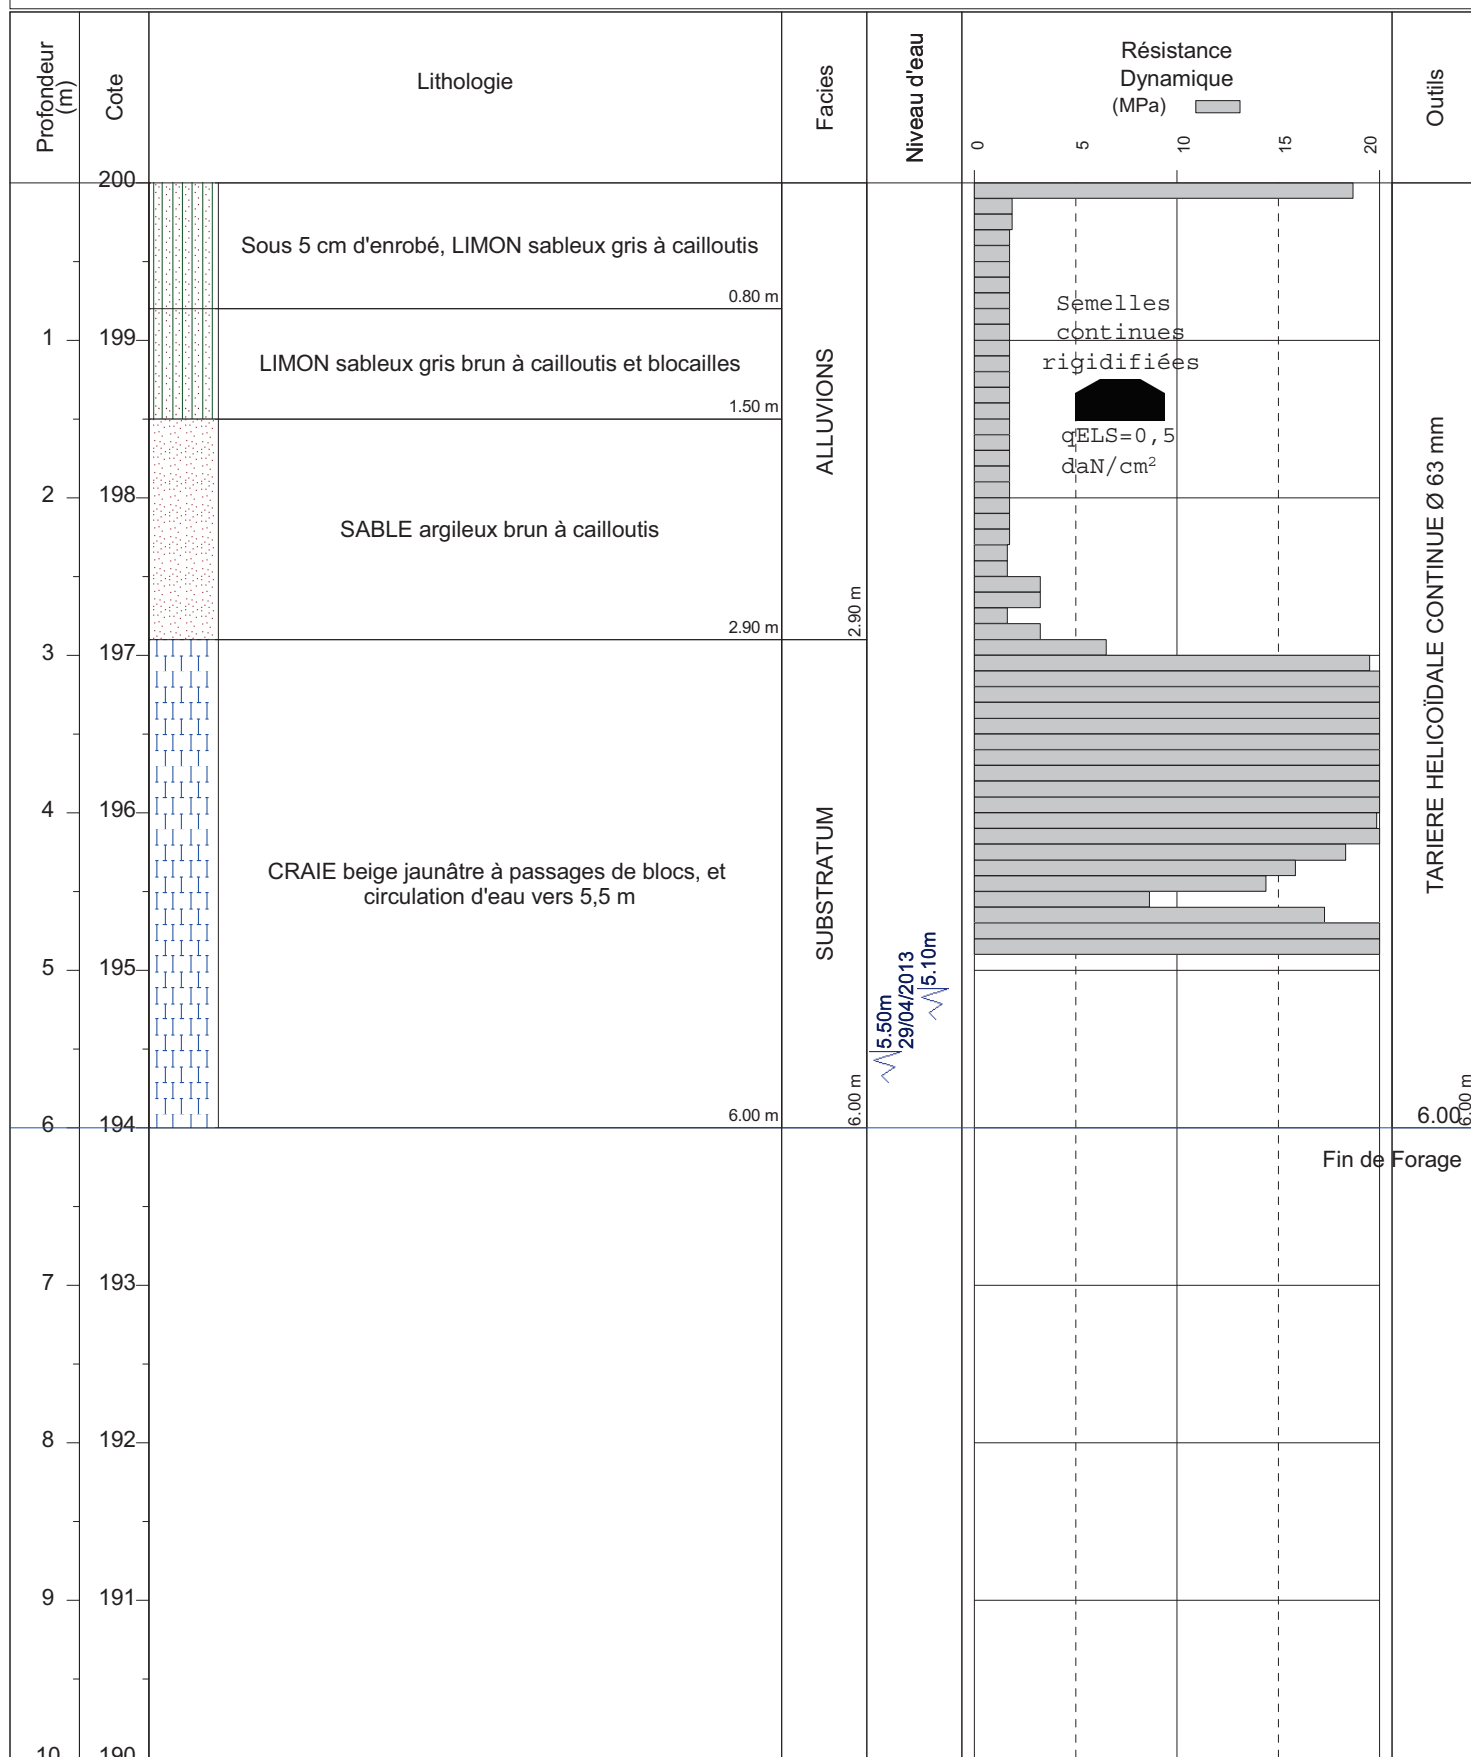 Profondeur
(m)
Cote
Lithologie
Facies
Niveau d'eau
Résistance
Dynamique
(MPa)
0
5
10
15
20
Outils
200
Sous 5 cm d'enrobé, LIMON sableux gris à cailloutis
0.80 m
1
199
LIMON sableux gris brun à cailloutis et blocailles
1.50 m
2
198
SABLE argileux brun à cailloutis
2.90 m
3
197
4
196
CRAIE beige jaunâtre à passages de blocs, et
circulation d'eau vers 5,5 m
5
195
6.00 m
6
194
ALLUVIONS
2.90 m
SUBSTRATUM
6.00 m
5.50m
29/04/2013
5.10m
Semelles
continues
rigidifiées
qELS=0,5
daN/cm²
TARIERE HELICOÏDALE CONTINUE Ø 63 mm
6.00
6.00 m
Fin de Forage
7
193
8
192
9
191
10
190